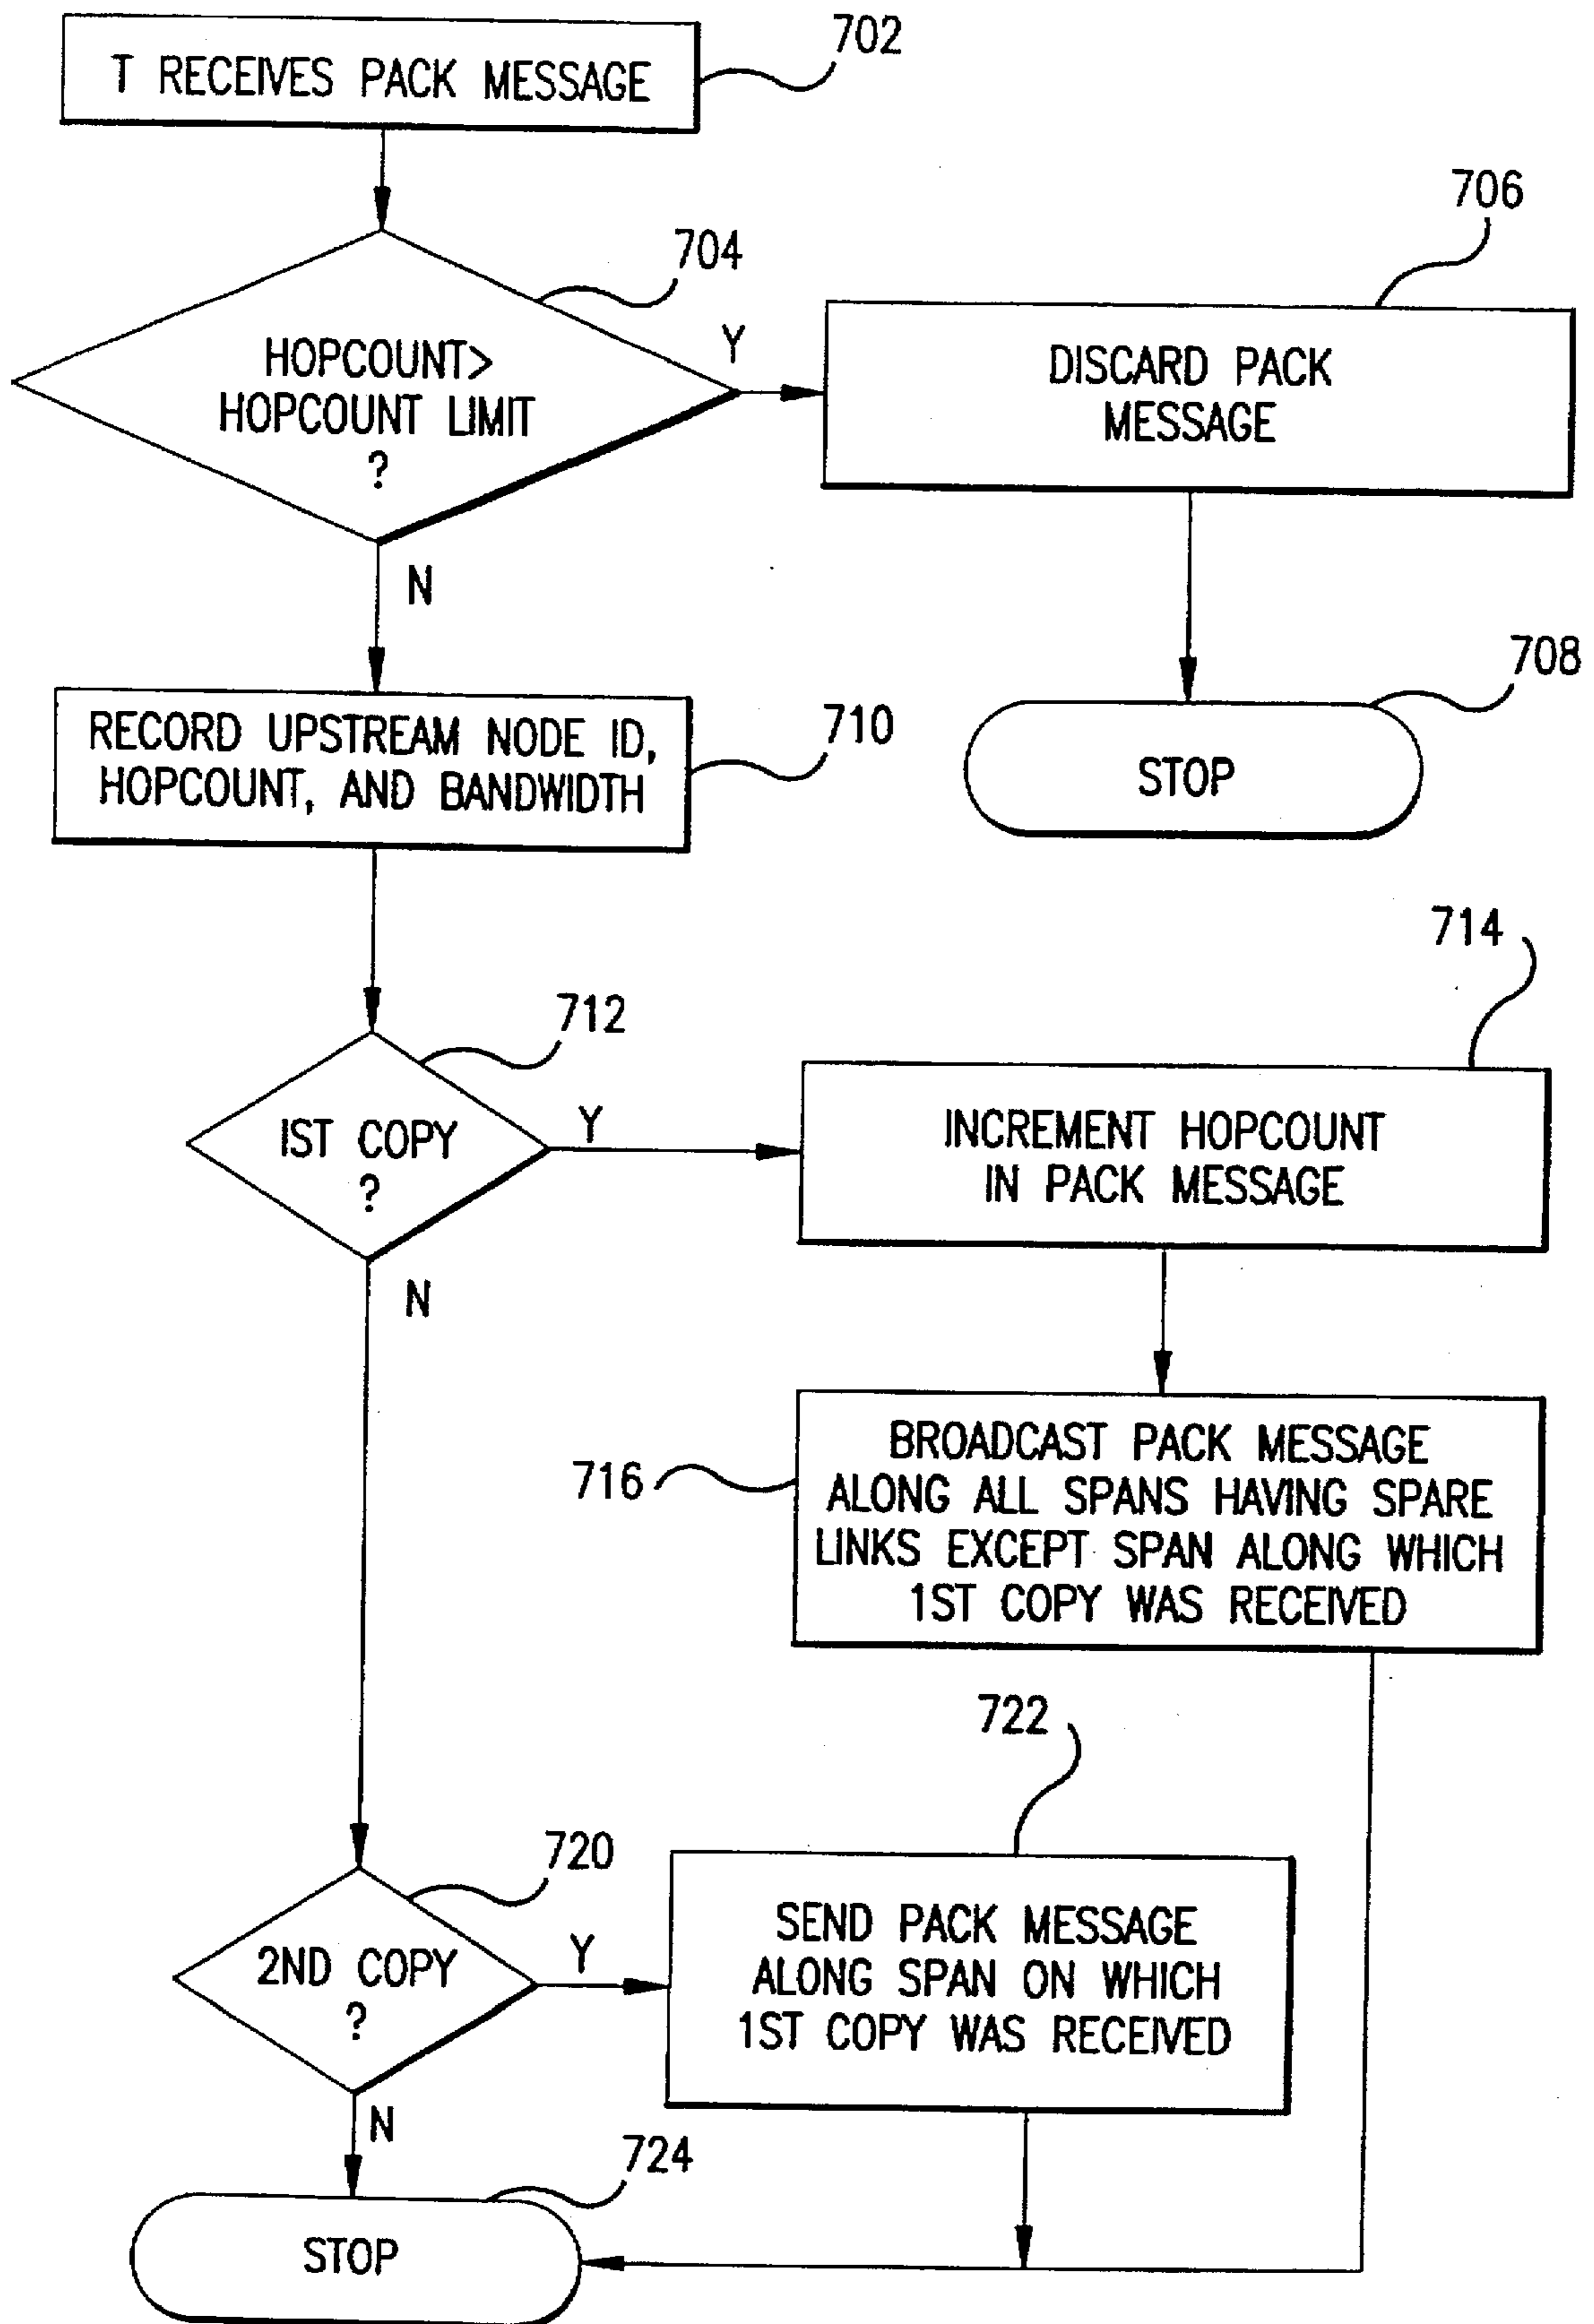 702
T RECEIVES PACK MESSAGE
706
704
HOPCOUNT>
HOPCOUNT LIMIT
?
Y
DISCARD PACK
MESSAGE
N
708
STOP
RECORD UPSTREAM NODE ID,
HOPCOUNT, AND BANDWIDTH
710
714
712
1ST COPY
?
Y
INCREMENT HOPCOUNT
IN PACK MESSAGE
N
716
BROADCAST PACK MESSAGE
ALONG ALL SPANS HAVING SPARE
LINKS EXCEPT SPAN ALONG WHICH
1ST COPY WAS RECEIVED
722
720
2ND COPY
?
Y
SEND PACK MESSAGE
ALONG SPAN ON WHICH
1ST COPY WAS RECEIVED
N
724
STOP